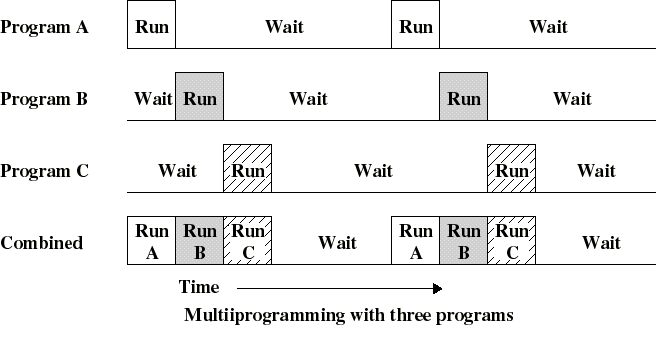 Program A Run Wait Run Wait
Program B Wait Run Wait Run Wait
Program C Wait Run Wait Run Wait
Combined Run A Run B Run C Wait Run A Run B Run C Wait
Time
Multiiprogramming with three programs